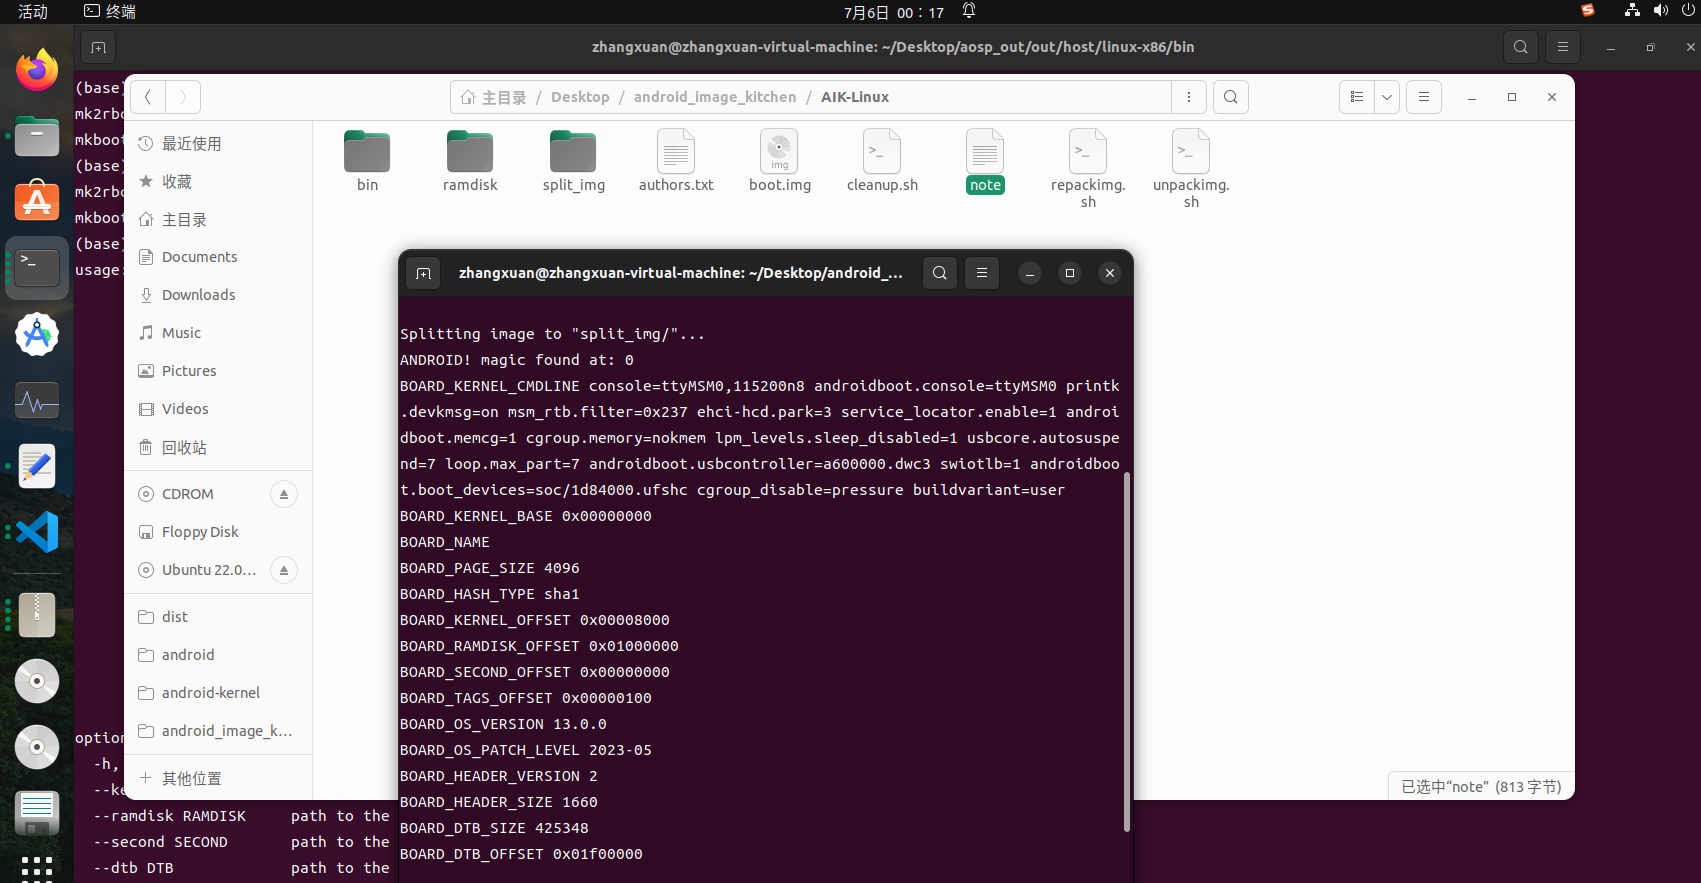 活动
终端
7月6日 00：17
zhangxuan@zhangxuan-virtual-machine: ~/Desktop/aosp_out/out/host/linux-x86/bin
(base)
mk2rbo
mkboot
(base)
mk2rbo
mkboot
(base)
usage:
主目录 / Desktop / android_image_kitchen / AIK-Linux
最近使用
收藏
主目录
Documents
Downloads
Music
Pictures
Videos
回收站
CDROM
Floppy Disk
Ubuntu 22.0...
dist
android
android-kernel
android_image_k...
其他位置
bin
ramdisk
split_img
authors.txt
img
boot.img
>_
cleanup.sh
note
>_
repackimg.
sh
>_
unpackimg.
sh
zhangxuan@zhangxuan-virtual-machine: ~/Desktop/android_...
Splitting image to "split_img/"...
ANDROID! magic found at: 0
BOARD_KERNEL_CMDLINE console=ttyMSM0,115200n8 androidboot.console=ttyMSM0 printk
.devkmsg=on msm_rtb.filter=0x237 ehci-hcd.park=3 service_locator.enable=1 androi
dboot.memcg=1 cgroup.memory=nokmem lpm_levels.sleep_disabled=1 usbcore.autosuspe
nd=7 loop.max_part=7 androidboot.usbcontroller=a600000.dwc3 swiotlb=1 androidboo
t.boot_devices=soc/1d84000.ufshc cgroup_disable=pressure buildvariant=user
BOARD_KERNEL_BASE 0x00000000
BOARD_NAME
BOARD_PAGE_SIZE 4096
BOARD_HASH_TYPE sha1
BOARD_KERNEL_OFFSET 0x00008000
BOARD_RAMDISK_OFFSET 0x01000000
BOARD_SECOND_OFFSET 0x00000000
BOARD_TAGS_OFFSET 0x00000100
BOARD_OS_VERSION 13.0.0
BOARD_OS_PATCH_LEVEL 2023-05
BOARD_HEADER_VERSION 2
BOARD_HEADER_SIZE 1660
BOARD_DTB_SIZE 425348
BOARD_DTB_OFFSET 0x01f00000
已选中“note” (813 字节)
option
-h,
--ke
--ramdisk RAMDISK path to the
--second SECOND path to the
--dtb DTB path to the